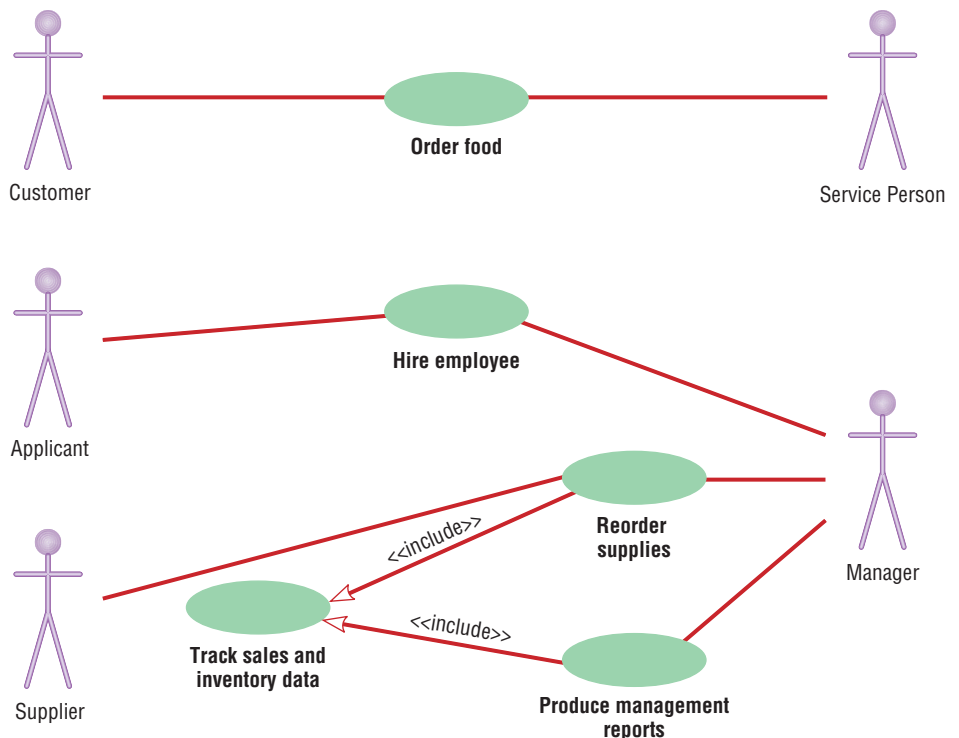 Order food
Customer
Service Person
Hire employee
Applicant
<<include>>
Reorder
supplies
Manager
<<include>>
Track sales and
inventory data
Produce management
reports
Supplier